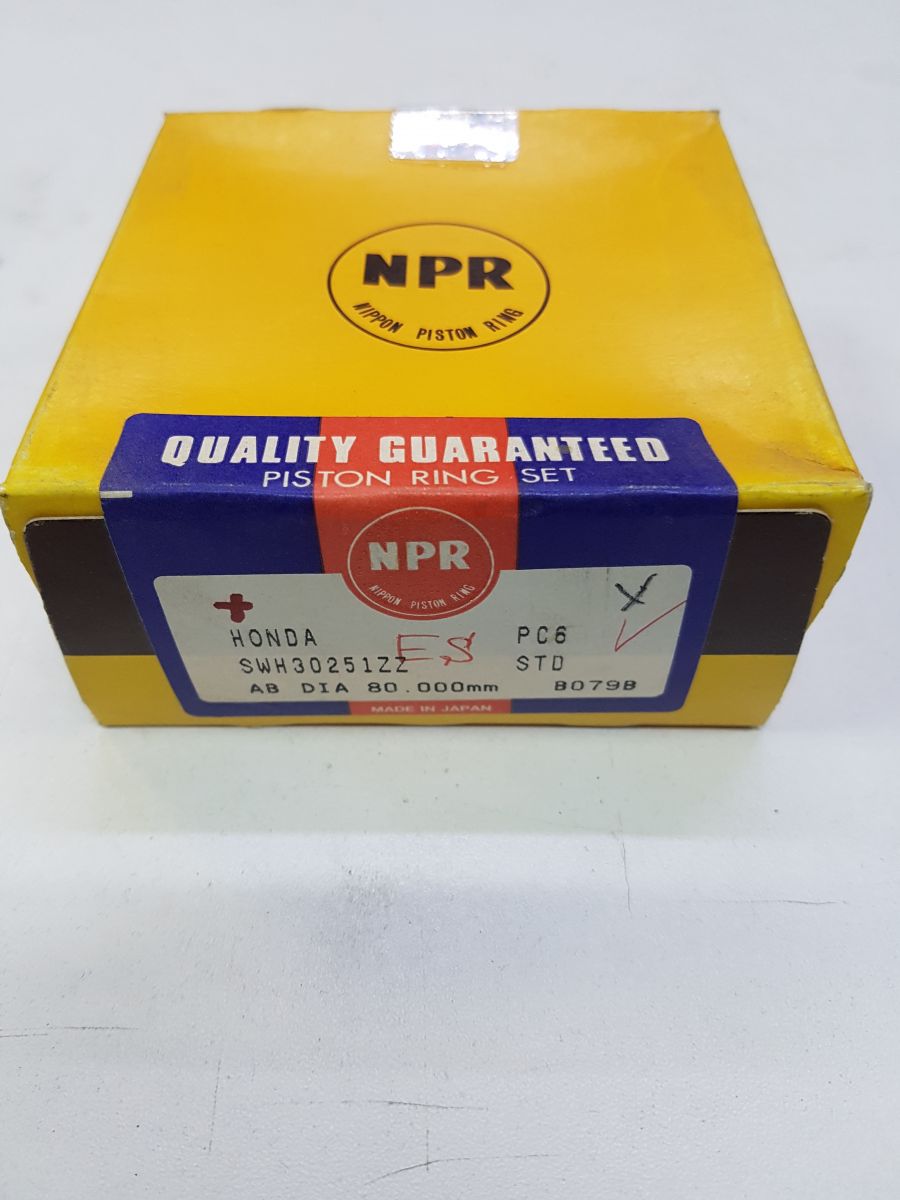 NPR
NIPPON PISTON RING
QUALITY GUARANTEED
PISTON RING SET
NPR
NIPPON PISTON RING
HONDA ES PC6
SWH30251ZZ STD
AB DIA 80.000mm B079B
MADE IN JAPAN